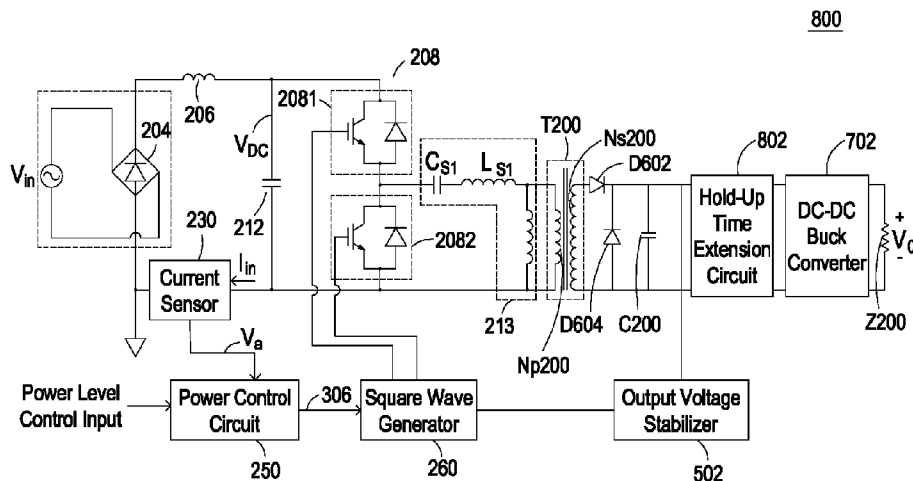 800
208
206
2081
204
V_DC
V_in
T200
Ns200
D602
802
702
C_S1
L_S1
Hold-Up
Time
Extension
Circuit
DC-DC
Buck
Converter
+
V_0
-
230
212
2082
I_in
Current
Sensor
213
D604
C200
Z200
Np200
V_a
Power Level
Control Input
Power Control
Circuit
306
Square Wave
Generator
Output Voltage
Stabilizer
250
260
502